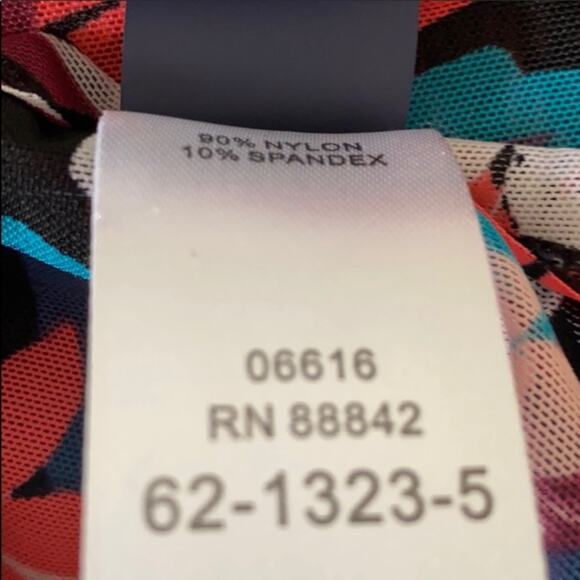 90% NYLON
10% SPANDEX
06616
RN 88842
62-1323-5